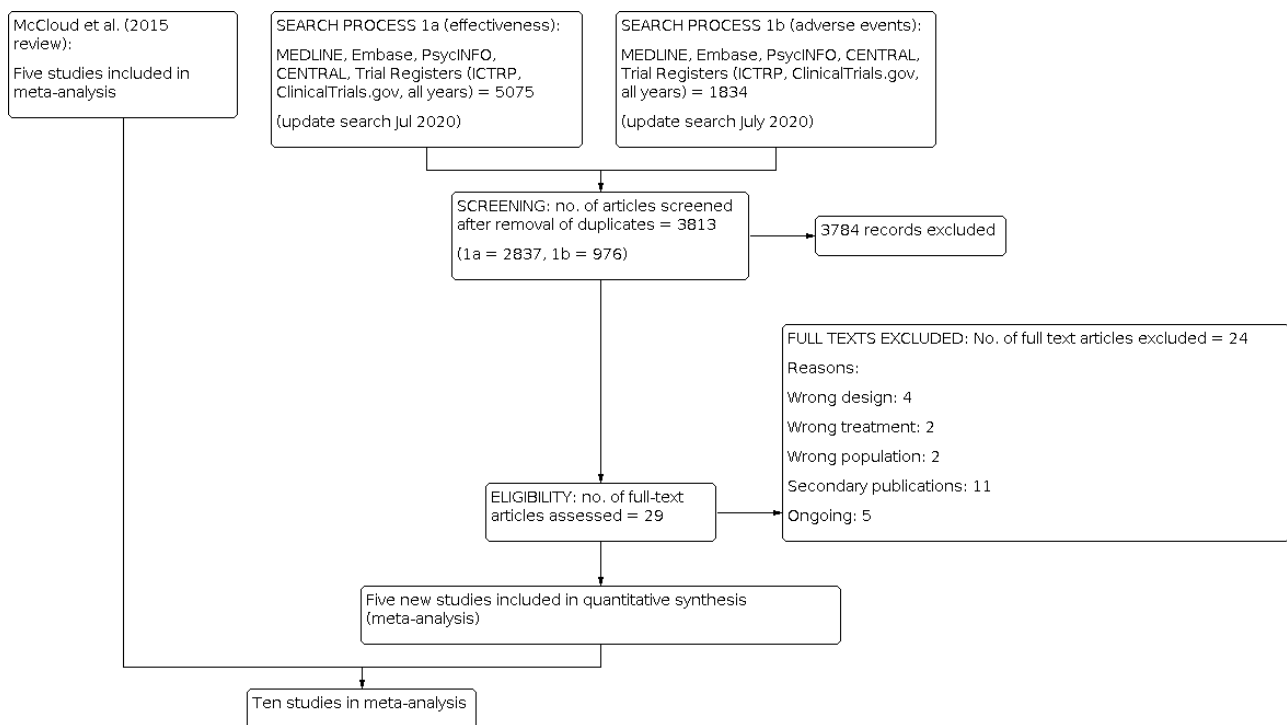 McCloud et al. (2015
review):
Five studies included in
meta-analysis
SEARCH PROCESS 1a (effectiveness):
MEDLINE, Embase, PsycINFO,
CENTRAL, Trial Registers (ICTRP,
ClinicalTrials.gov, all years) = 5075
(update search Jul 2020)
SEARCH PROCESS 1b (adverse events):
MEDLINE, Embase, PsycINFO, CENTRAL,
Trial Registers (ICTRP, ClinicalTrials.gov,
all years) = 1834
(update search July 2020)
SCREENING: no. of articles screened
after removal of duplicates = 3813
(1a = 2837, 1b = 976)
3784 records excluded
FULL TEXTS EXCLUDED: No. of full text articles excluded = 24
Reasons:
Wrong design: 4
Wrong treatment: 2
Wrong population: 2
Secondary publications: 11
Ongoing: 5
ELIGIBILITY: no. of full-text
articles assessed = 29
Five new studies included in quantitative synthesis
(meta-analysis)
Ten studies in meta-analysis